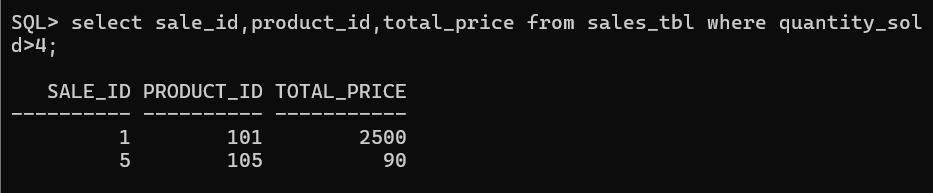 SQL> select sale_id,product_id,total_price from sales_tbl where quantity_sol
d>4;

   SALE_ID PRODUCT_ID TOTAL_PRICE
---------- ---------- -----------
         1        101        2500
         5        105          90